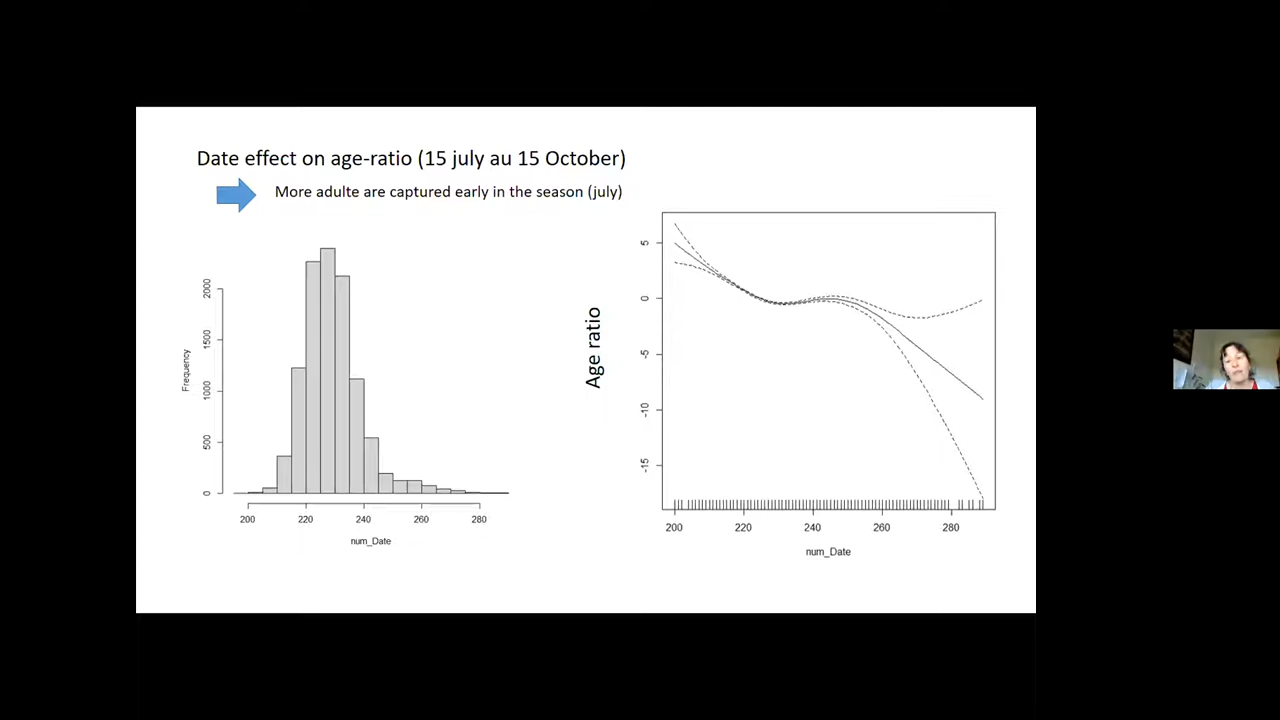 Date effect on age-ratio (15 july au 15 October)
More adulte are captured early in the season (july)
Frequency
2000
1500
1000
500
0
200 220 240 260 280
num_Date
Age ratio
5
0
-5
-10
-15
200 220 240 260 280
num_Date